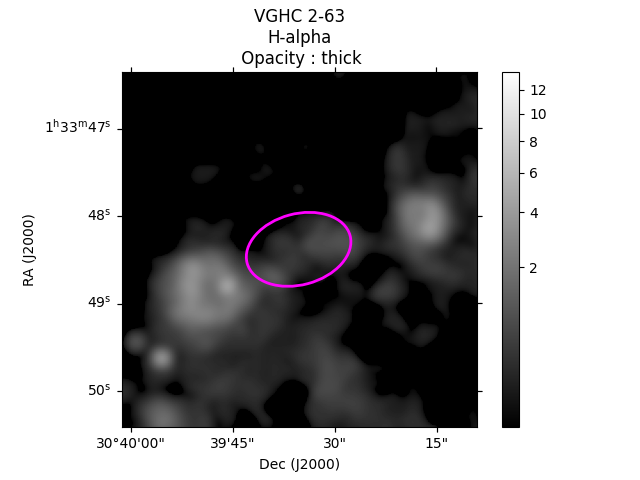 VGHC 2-63
H-alpha
Opacity : thick
1ʰ33ᵐ47ˢ
48ˢ
49ˢ
50ˢ
RA (J2000)
30°40'00"
39'45"
30"
15"
Dec (J2000)
12
10
8
6
4
2